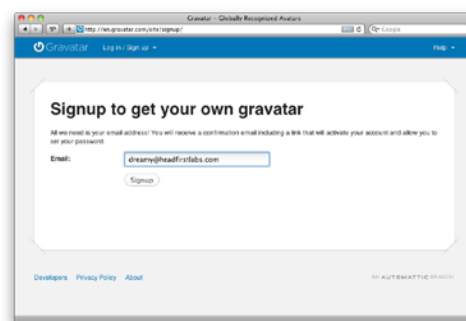 Gravatar - Globally Recognized Avatars
http://en.gravatar.com/site/signup/
Google
Gravatar Log in / Sign up Help
Signup to get your own gravatar
All we need is your email address! You will receive a confirmation email including a link that will activate your account and allow you to
set your password.
Email: dreamy@headfirstlabs.com
Signup
Developers Privacy Policy About AN AUTOMATTIC